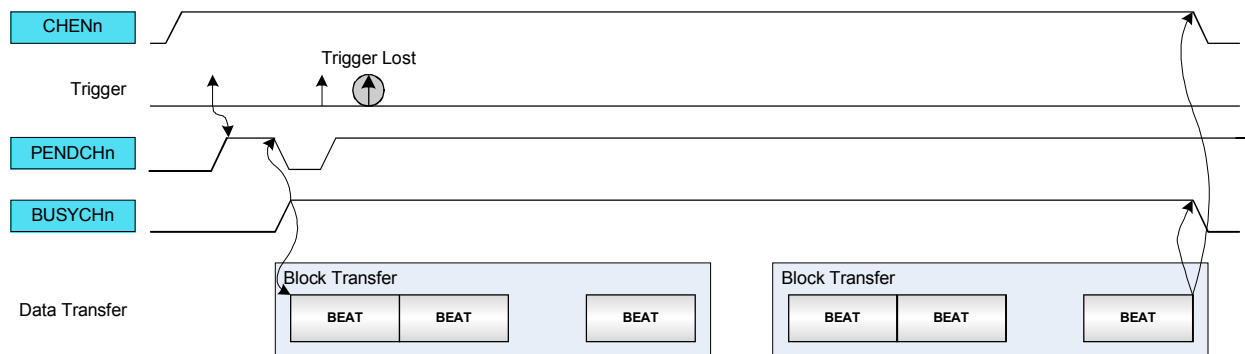 CHENn
Trigger Lost
Trigger
PENDCHn
BUSYCHn
Block Transfer Block Transfer
Data Transfer BEAT BEAT BEAT BEAT BEAT BEAT